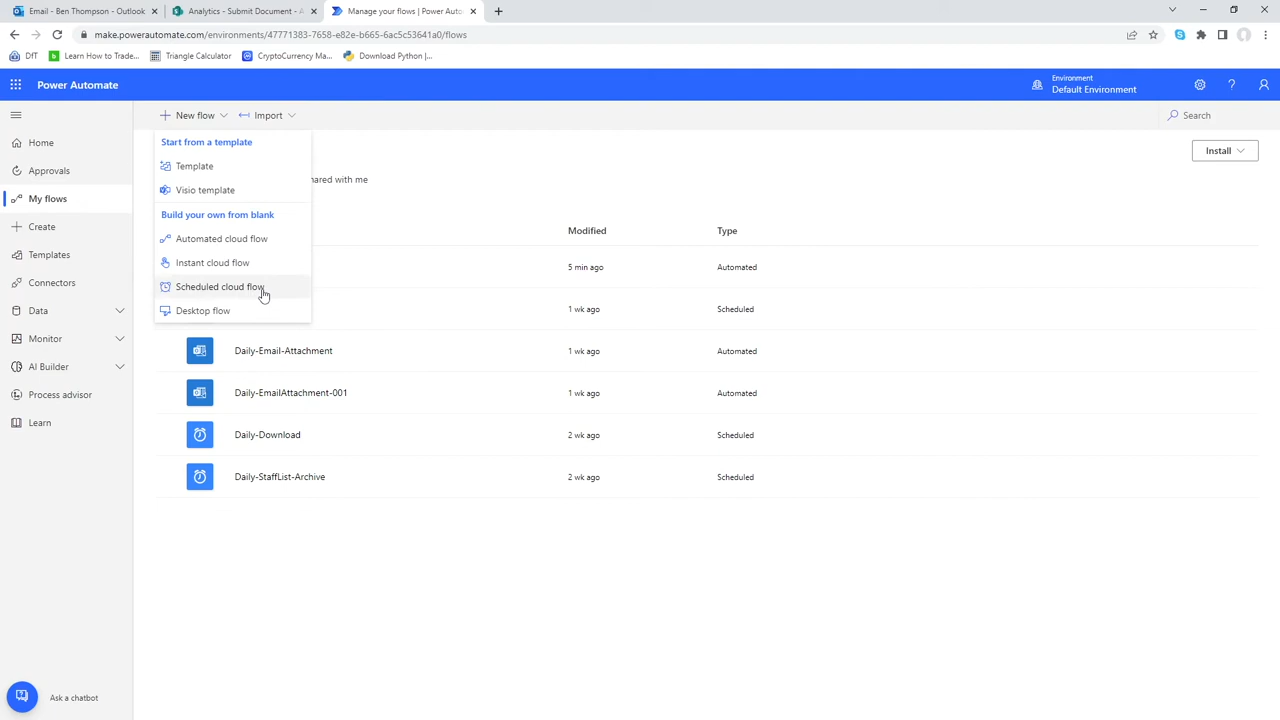 Email - Ben Thompson - Outlook
Analytics - Submit Document - A
Manage your flows | Power Auto
make.powerautomate.com/environments/47771383-7658-e82e-b665-6ac5c53641a0/flows
DfT
Learn How to Trade...
Triangle Calculator
CryptoCurrency Ma...
Download Python |...
Power Automate
Environment
Default Environment
New flow
Import
Search
Home
Approvals
My flows
Create
Templates
Connectors
Data
Monitor
AI Builder
Process advisor
Learn
Ask a chatbot
Start from a template
Template
Visio template
Build your own from blank
Automated cloud flow
Instant cloud flow
Scheduled cloud flow
Desktop flow
Install
hared with me
Modified
Type
5 min ago
Automated
1 wk ago
Scheduled
Daily-Email-Attachment
1 wk ago
Automated
Daily-EmailAttachment-001
1 wk ago
Automated
Daily-Download
2 wk ago
Scheduled
Daily-StaffList-Archive
2 wk ago
Scheduled